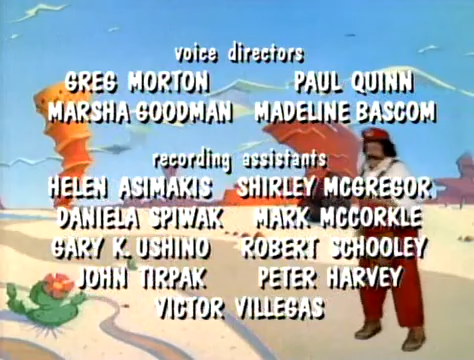 voice directors
GREG MORTON PAUL QUINN
MARSHA GOODMAN MADELINE BASCOM
recording assistants
HELEN ASIMAKIS SHIRLEY MCGREGOR
DANIELA SPIWAK MARK MCCORKLE
GARY K. USHINO ROBERT SCHOOLEY
JOHN TIRPAK PETER HARVEY
VICTOR VILLEGAS